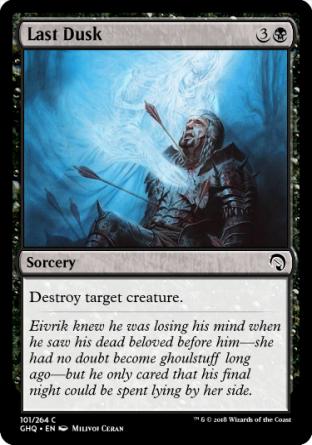 Last Dusk 3
Sorcery
Destroy target creature.
Eivrik knew he was losing his mind when
he saw his dead beloved before him—she
had no doubt become ghoulstuff long
ago—but he only cared that his final
night could be spent lying by her side.
101/264 C
GHQ • EN MILIVOJ CERAN
™ & © 2018 Wizards of the Coast